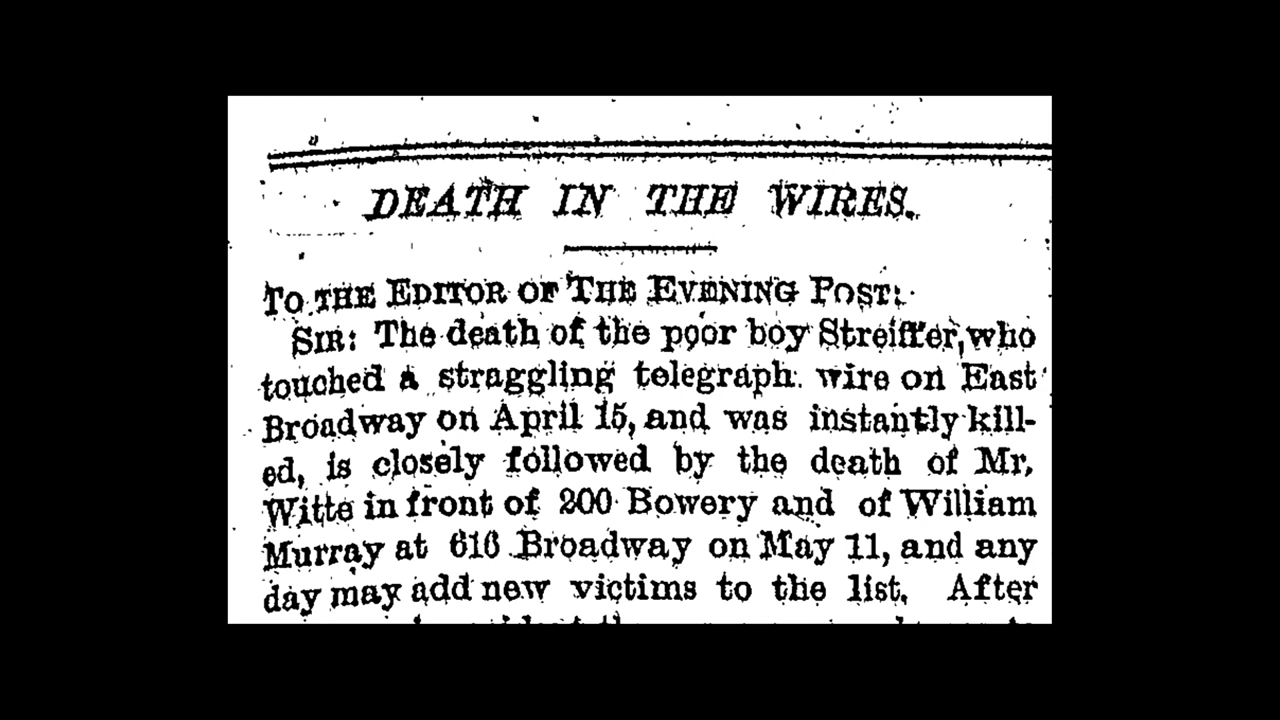 DEATH IN THE WIRES.
TO THE EDITOR OF THE EVENING POST:
SIR: The death of the poor boy Streiffer, who
touched a straggling telegraph wire on East
Broadway on April 15, and was instantly kill-
ed, is closely followed by the death of Mr.
Witte in front of 200 Bowery and of William
Murray at 616 Broadway on May 11, and any
day may add new victims to the list. After